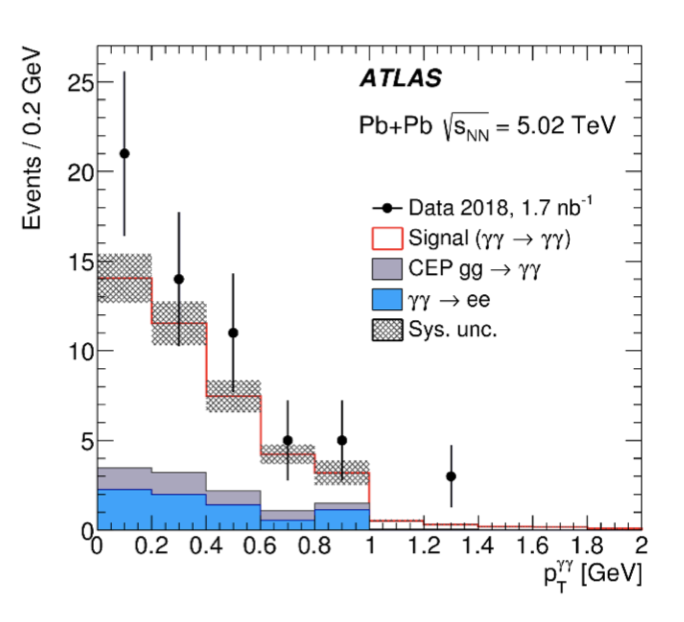 Events / 0.2 GeV
25
20
15
10
5
0
ATLAS
Pb+Pb √sNN = 5.02 TeV
Data 2018, 1.7 nb⁻¹
Signal (γγ → γγ)
CEP gg → γγ
γγ → ee
Sys. unc.
0 0.2 0.4 0.6 0.8 1 1.2 1.4 1.6 1.8 2
pTγγ [GeV]